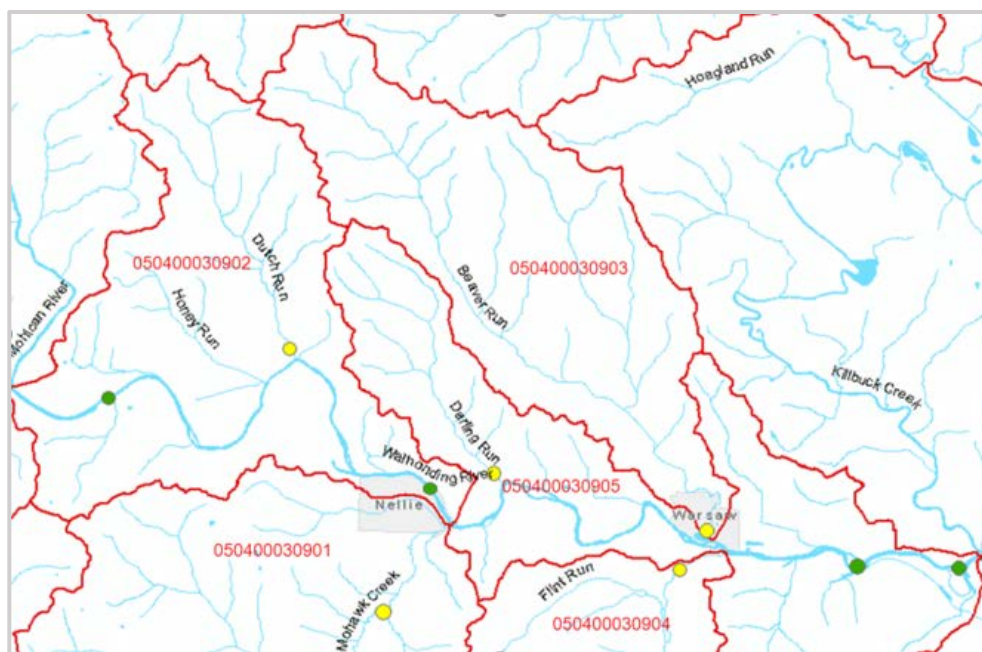 Hoagland Run
Dutch Run
050400030902
Beaver Run
050400030903
Mohican River
Honey Run
Killbuck Creek
Darling Run
Walhonding River
050400030905
Nellie
Warsaw
050400030901
Mohawk Creek
Flint Run
050400030904